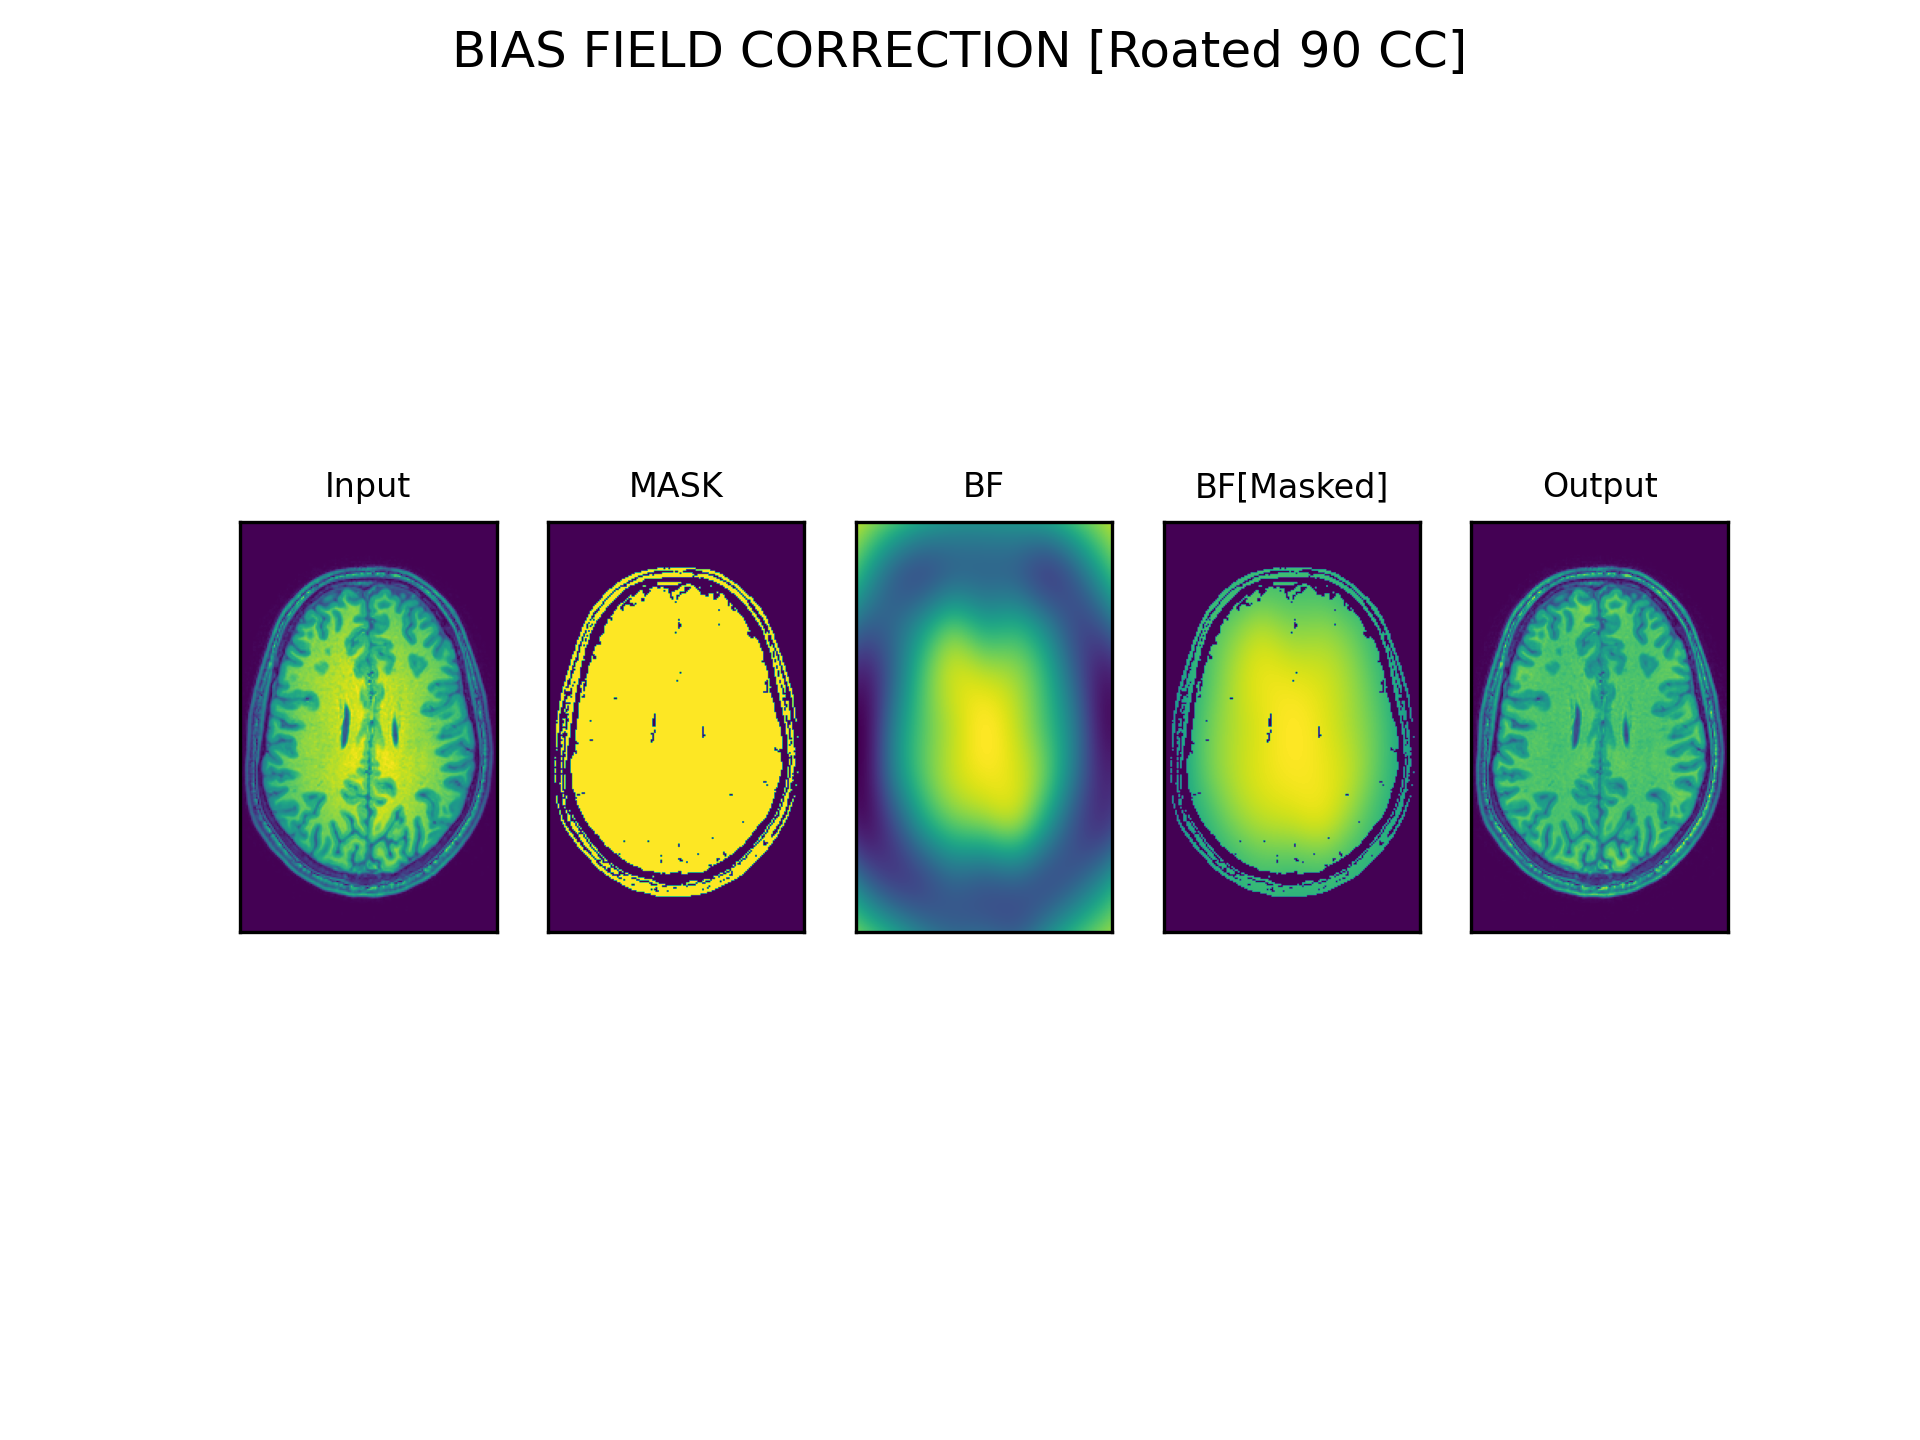 BIAS FIELD CORRECTION [Roated 90 CC]
Input
MASK
BF
BF[Masked]
Output